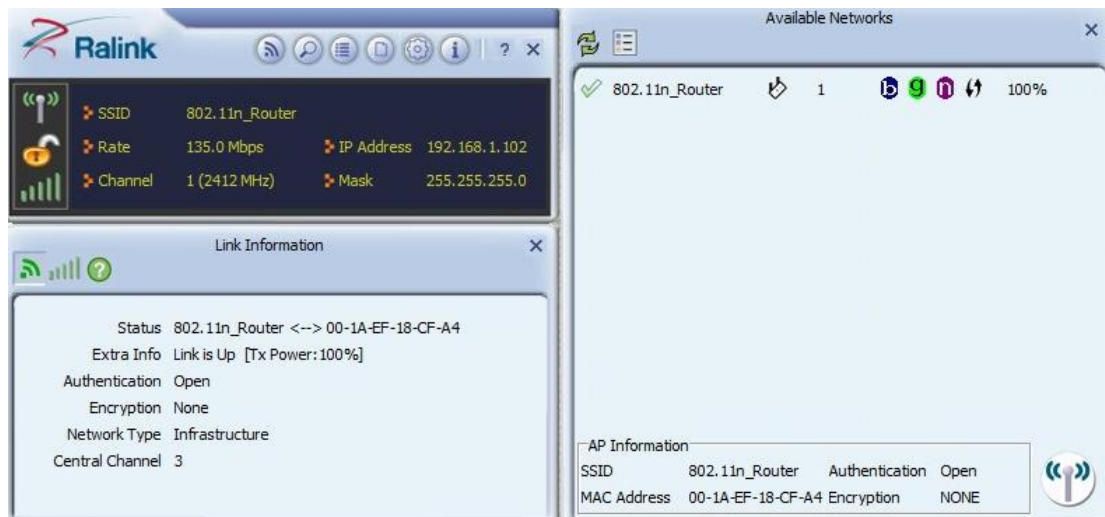 Ralink
? ×
SSID 802.11n_Router
Rate 135.0 Mbps IP Address 192.168.1.102
Channel 1 (2412 MHz) Mask 255.255.255.0
Link Information
Status 802.11n_Router <--> 00-1A-EF-18-CF-A4
Extra Info Link is Up [Tx Power:100%]
Authentication Open
Encryption None
Network Type Infrastructure
Central Channel 3
Available Networks
802.11n_Router 1 b g n 100%
AP Information
SSID 802.11n_Router Authentication Open
MAC Address 00-1A-EF-18-CF-A4 Encryption NONE